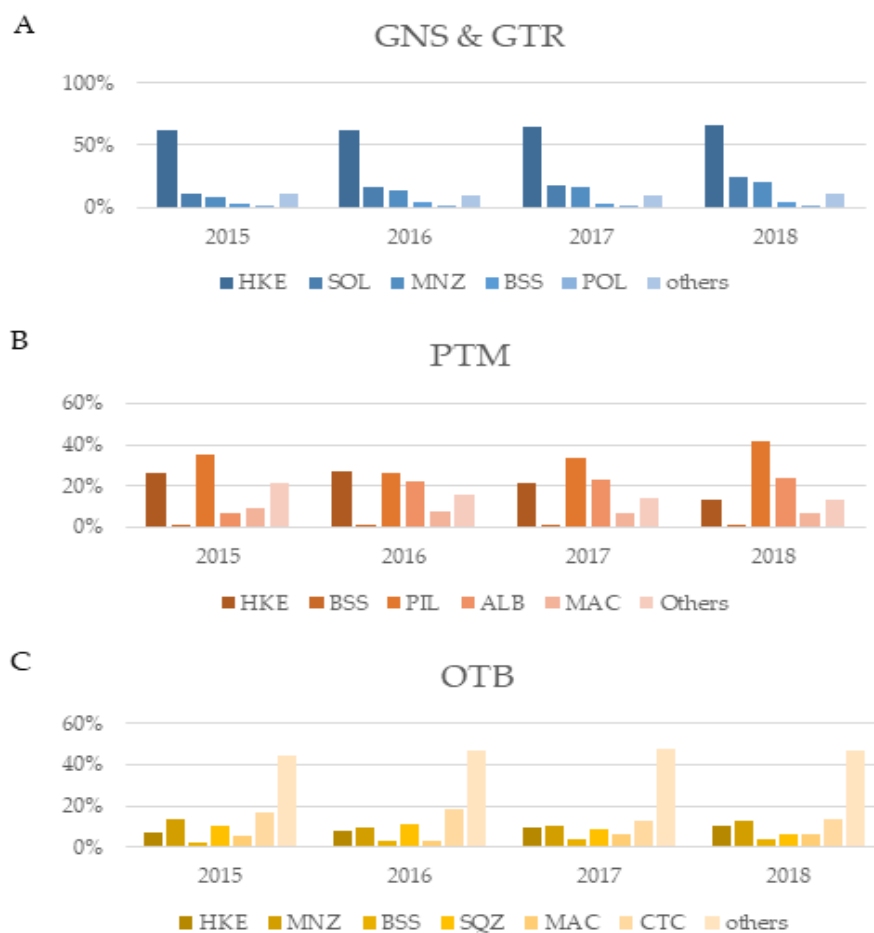 A
GNS & GTR
100%
50%
0%
2015 2016 2017 2018
HKE SOL MNZ BSS POL others
B
PTM
60%
40%
20%
0%
2015 2016 2017 2018
HKE BSS PIL ALB MAC Others
C
OTB
60%
40%
20%
0%
2015 2016 2017 2018
HKE MNZ BSS SQZ MAC CTC others